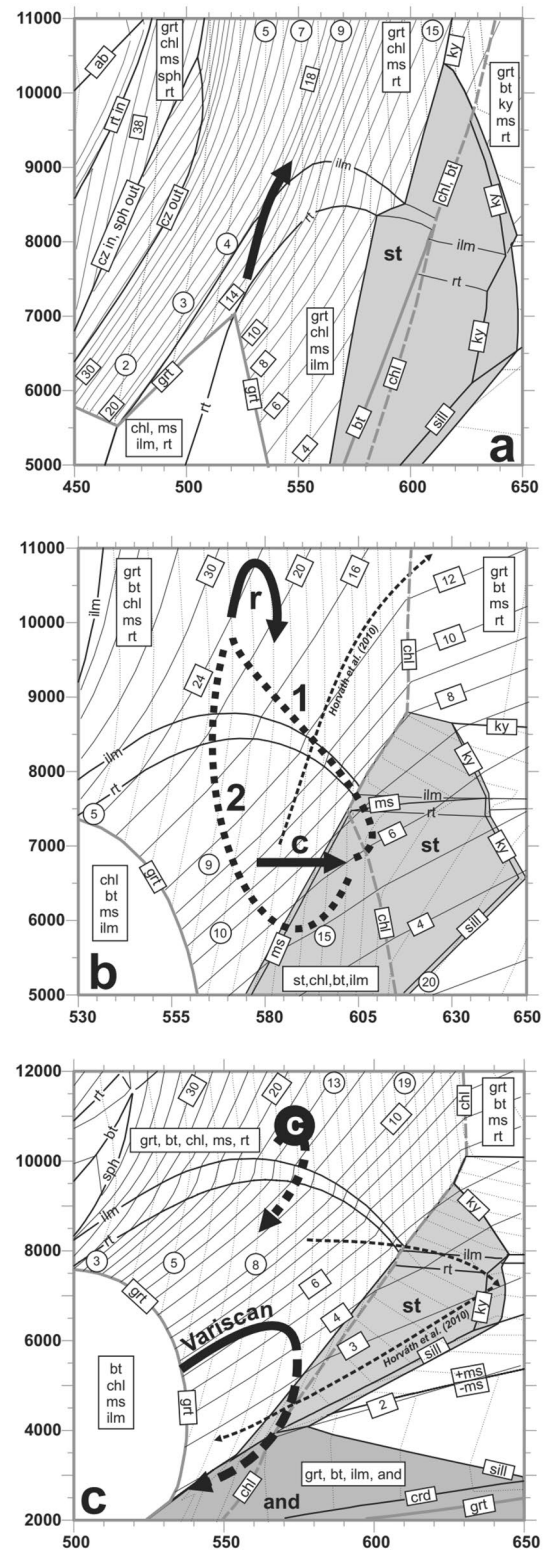 11000
10000
9000
8000
7000
6000
5000
450
500
550
600
650
ab
rt in
grt
chl
ms
sph
rt
5
7
9
grt
chl
ms
rt
15
ky
grt
bt
ky
ms
rt
38
cz in, sph out
cz out
18
ilm
rt
chl, bt
ky
4
st
ilm
rt
14
3
10
8
6
4
grt
chl
ms
ilm
30
2
20
grt
rt
grt
chl, ms
ilm, rt
chl
bt
ky
sill
a
11000
10000
9000
8000
7000
6000
5000
530
555
580
605
630
650
ilm
grt
bt
chl
ms
rt
30
20
16
r
12
grt
bt
ms
rt
10
8
chl
24
1
Horváth et al. (2010)
ilm
rt
ky
ky
ms
ilm
rt
5
2
6
st
ky
grt
9
c
chl
bt
ms
ilm
10
15
4
sill
chl
ms
st,chl,bt,ilm
20
b
12000
10000
8000
6000
4000
2000
500
550
600
650
rt
bt
sph
30
20
13
19
10
chl
grt
bt
ms
rt
grt, bt, chl, ms, rt
c
ilm
rt
ky
3
5
8
ilm
rt
grt
6
st
ky
Variscan
4
3
Horváth et al. (2010)
sill
bt
chl
ms
ilm
grt
2
+ms
-ms
grt, bt, ilm, and
sill
chl
and
crd
grt
c